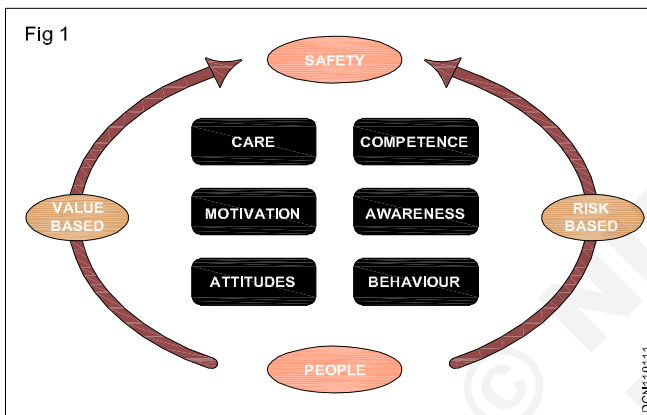 Fig 1
SAFETY
CARE
COMPETENCE
VALUE
BASED
MOTIVATION
AWARENESS
RISK
BASED
ATTITUDES
BEHAVIOUR
PEOPLE
©